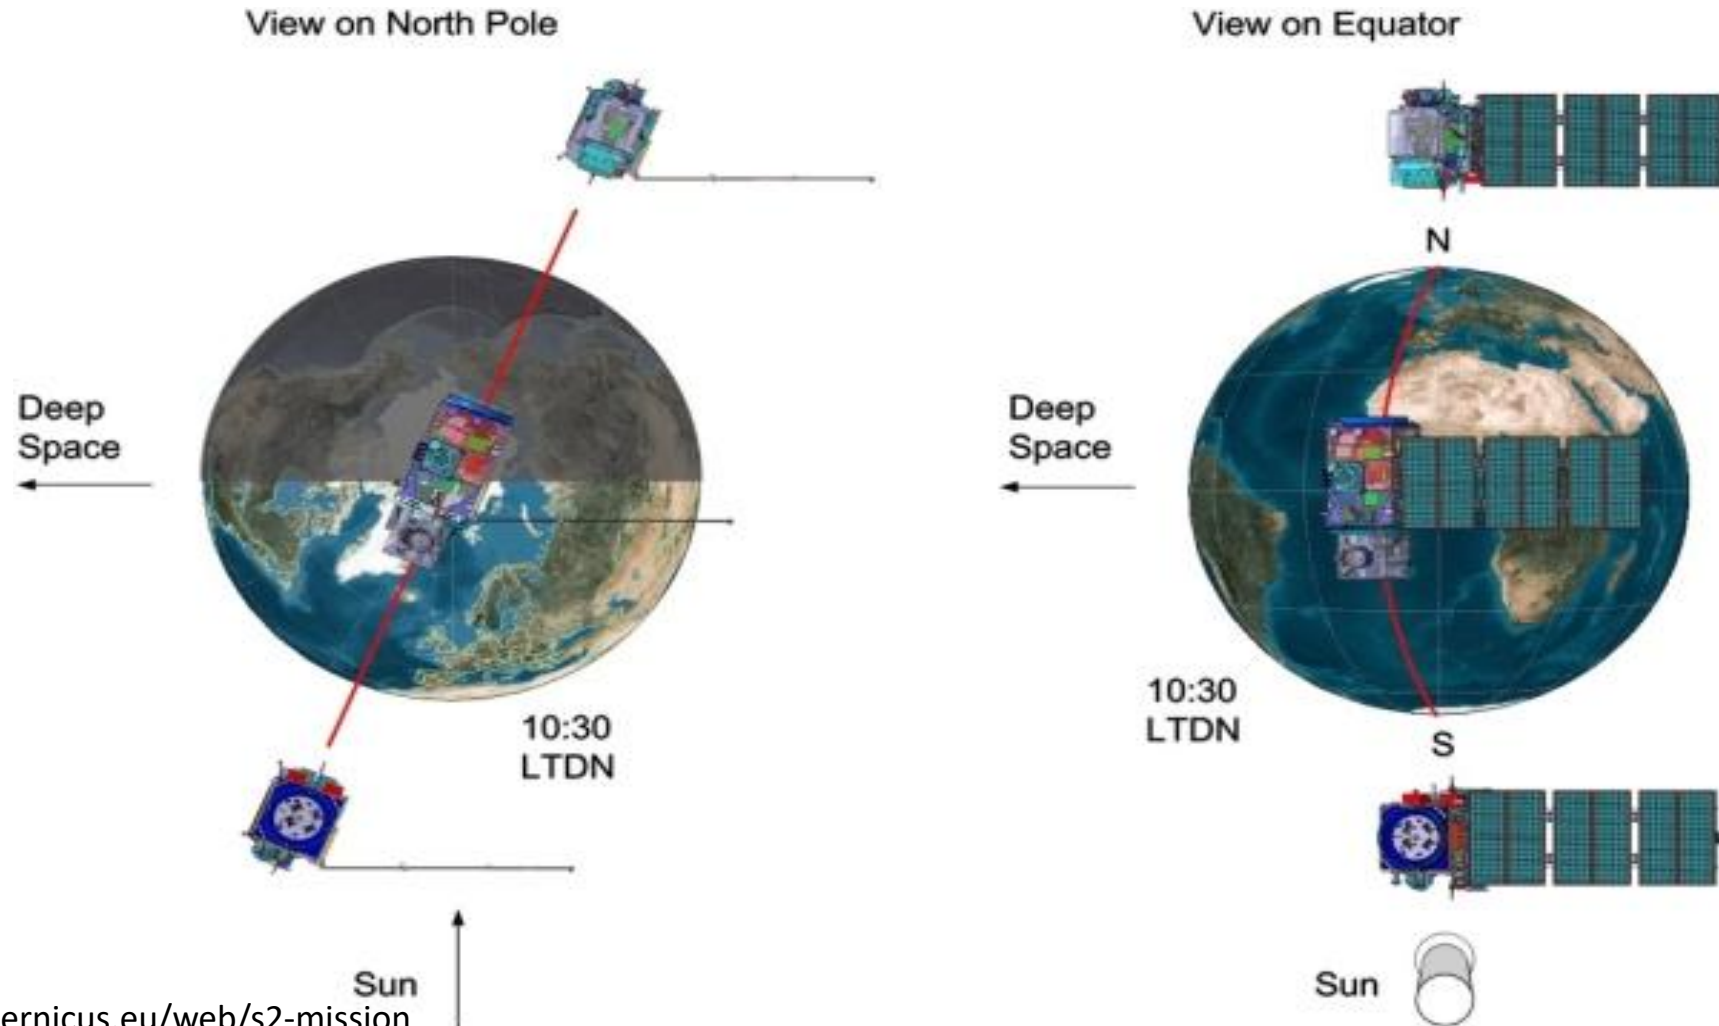 View on North Pole
View on Equator
N
Deep
Space
Deep
Space
10:30
LTDN
10:30
LTDN
S
Sun
Sun
ernicus.eu/web/s2-mission